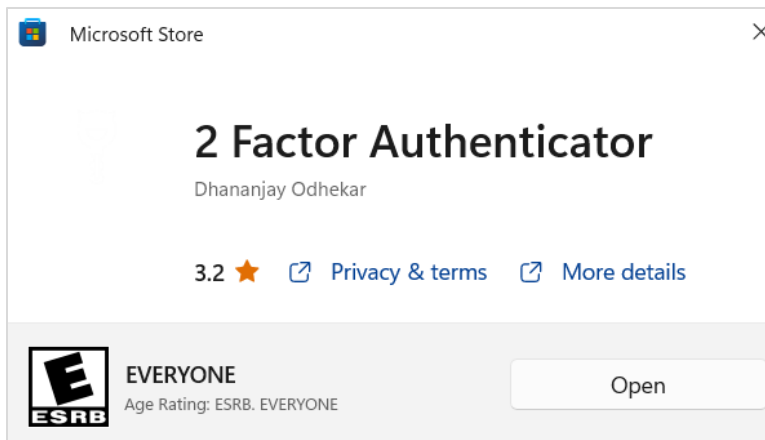 Microsoft Store
2 Factor Authenticator
Dhananjay Odhekar
3.2 Privacy & terms More details
E
EVERYONE
Age Rating: ESRB. EVERYONE
ESRB
Open